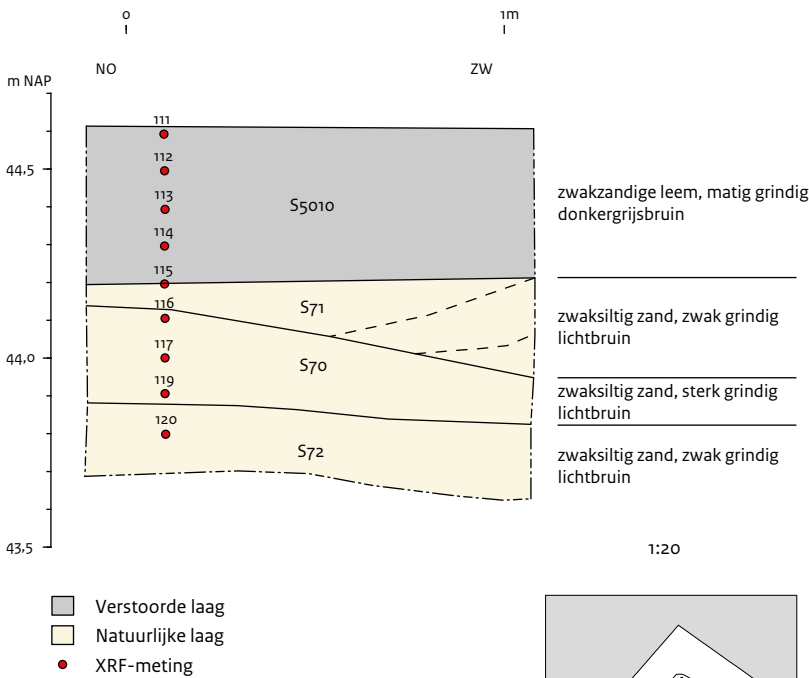 0 1m
NO ZW
m NAP
111
112
44,5
113
S5010
zwakzandige leem, matig grindig
donkergrijsbruin
114
115
116
S71
zwaksiltig zand, zwak grindig
lichtbruin
117
44,0
S70
119
zwaksiltig zand, sterk grindig
lichtbruin
120
S72
zwaksiltig zand, zwak grindig
lichtbruin
43,5
1:20
Verstoorde laag
Natuurlijke laag
XRF-meting